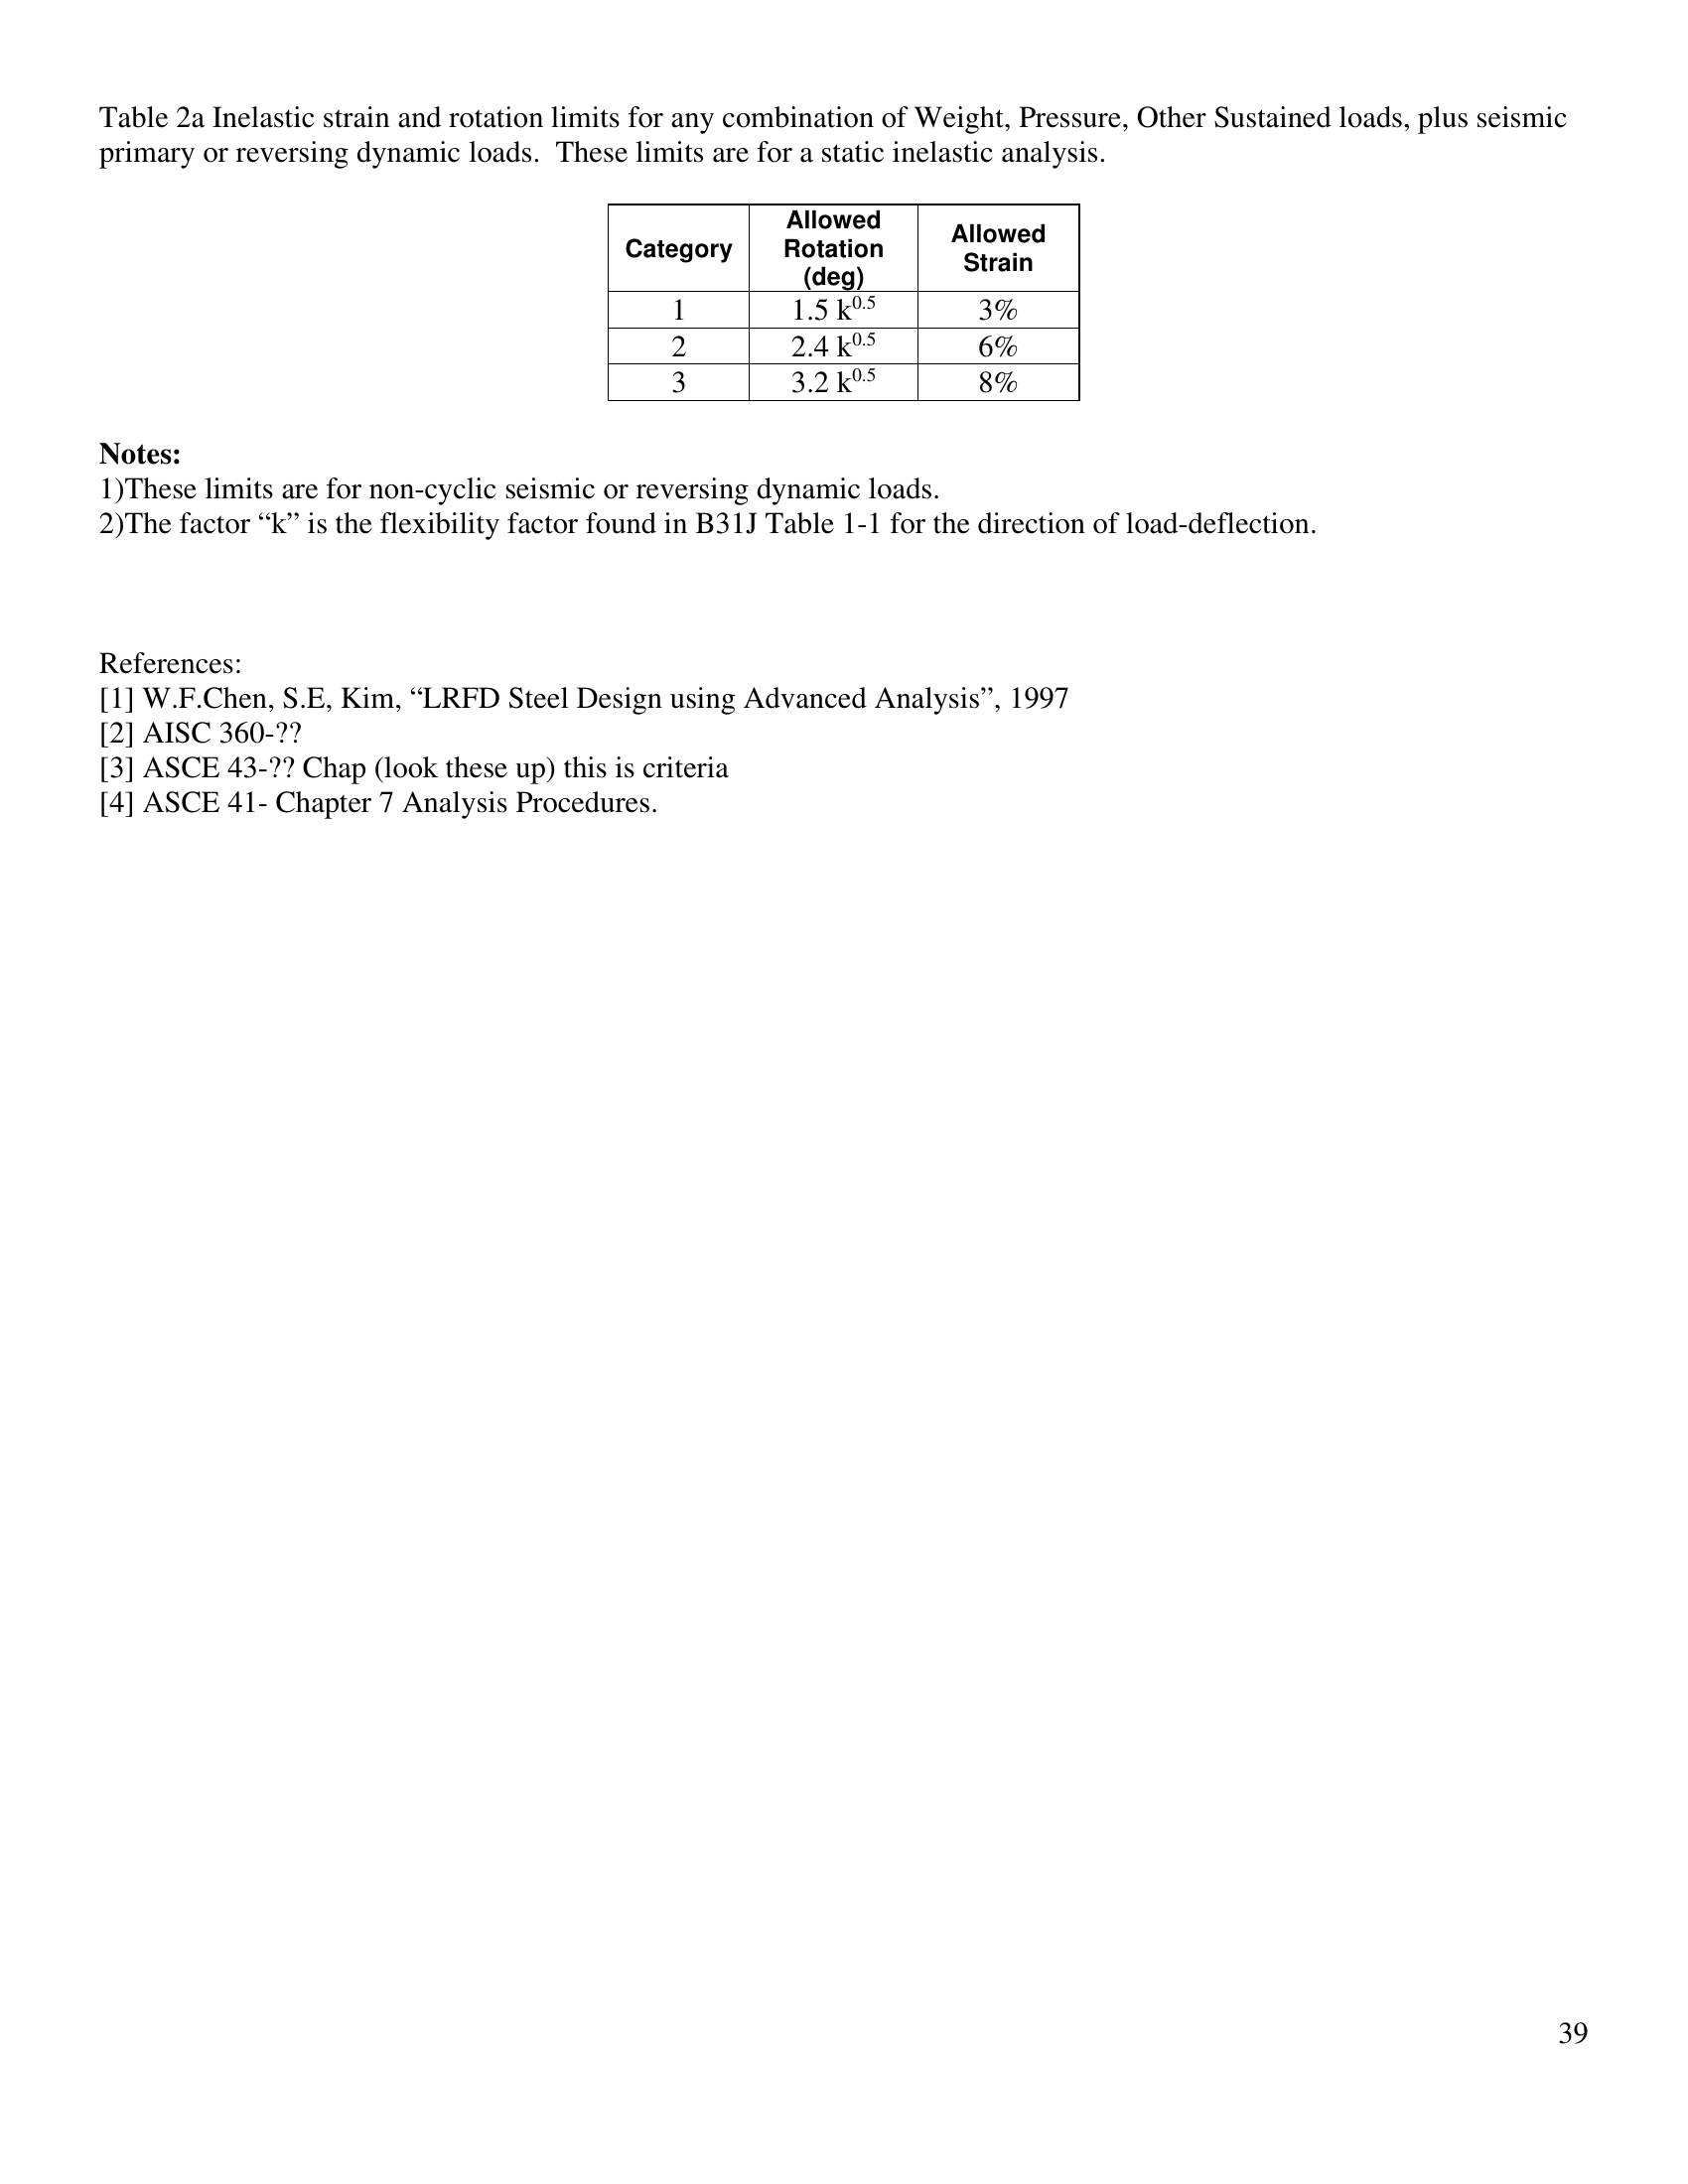 Table 2a Inelastic strain and rotation limits for any combination of Weight, Pressure, Other Sustained loads, plus seismic
primary or reversing dynamic loads.  These limits are for a static inelastic analysis.
Category Allowed Rotation (deg) Allowed Strain
1 1.5 k^0.5 3%
2 2.4 k^0.5 6%
3 3.2 k^0.5 8%
Notes:
1)These limits are for non-cyclic seismic or reversing dynamic loads.
2)The factor “k” is the flexibility factor found in B31J Table 1-1 for the direction of load-deflection.
References:
[1] W.F.Chen, S.E, Kim, “LRFD Steel Design using Advanced Analysis”, 1997
[2] AISC 360-??
[3] ASCE 43-?? Chap (look these up) this is criteria
[4] ASCE 41- Chapter 7 Analysis Procedures.
39